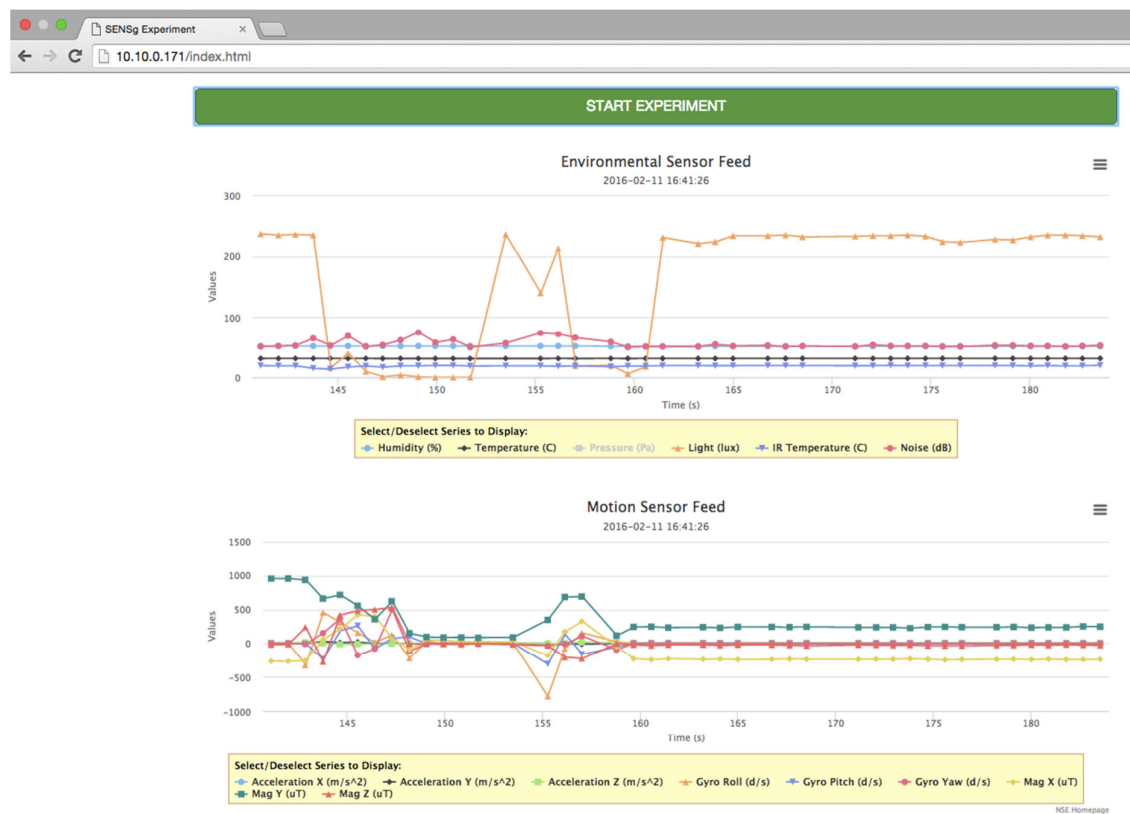 SENSg Experiment
10.10.0.171/index.html
START EXPERIMENT
Environmental Sensor Feed
2016-02-11 16:41:26
300
200
100
0
Values
145 150 155 160 165 170 175 180
Time (s)
Select/Deselect Series to Display:
Humidity (%) Temperature (C) Pressure (Pa) Light (lux) IR Temperature (C) Noise (dB)
Motion Sensor Feed
2016-02-11 16:41:26
1500
1000
500
0
-500
-1000
Values
145 150 155 160 165 170 175 180
Time (s)
Select/Deselect Series to Display:
Acceleration X (m/s^2) Acceleration Y (m/s^2) Acceleration Z (m/s^2) Gyro Roll (d/s) Gyro Pitch (d/s) Gyro Yaw (d/s) Mag X (uT)
Mag Y (uT) Mag Z (uT)
NSE Homepage